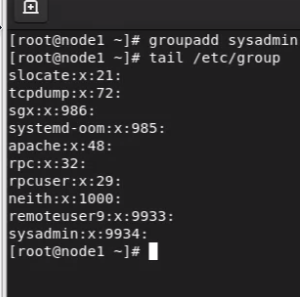 [root@node1 ~]# groupadd sysadmin
[root@node1 ~]# tail /etc/group
slocate:x:21:
tcpdump:x:72:
sgx:x:986:
systemd-oom:x:985:
apache:x:48:
rpc:x:32:
rpcuser:x:29:
neith:x:1000:
remoteuser9:x:9933:
sysadmin:x:9934:
[root@node1 ~]#